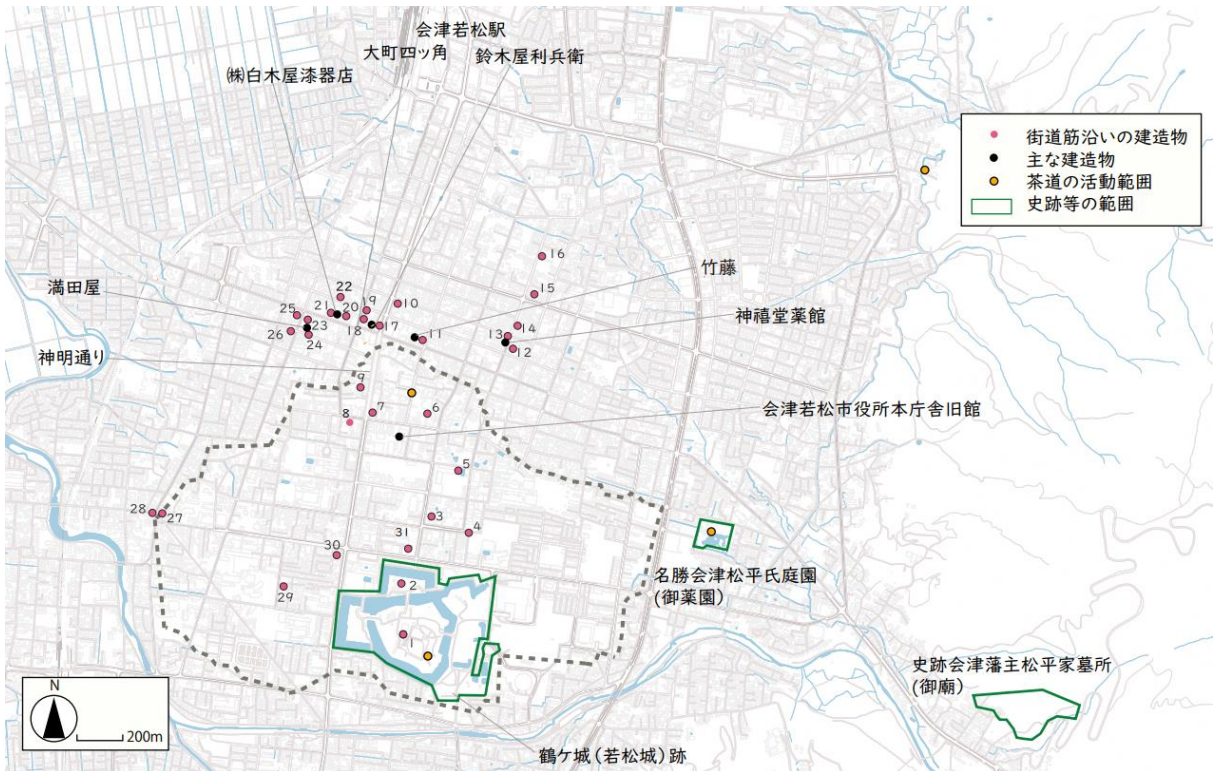 会津若松駅
大町四ッ角
鈴木屋利兵衛
㈱白木屋漆器店
街道筋沿いの建造物
主な建造物
茶道の活動範囲
史跡等の範囲
16
竹藤
満田屋
22
15
19
10
25
21
20
神禧堂薬館
23
18
17
14
26
24
11
13
12
神明通り
9
7
6
8
会津若松市役所本庁舎旧館
5
28
27
3
4
31
30
名勝会津松平氏庭園
(御薬園)
29
2
1
史跡会津藩主松平家墓所
(御廟)
N
200m
鶴ケ城(若松城)跡